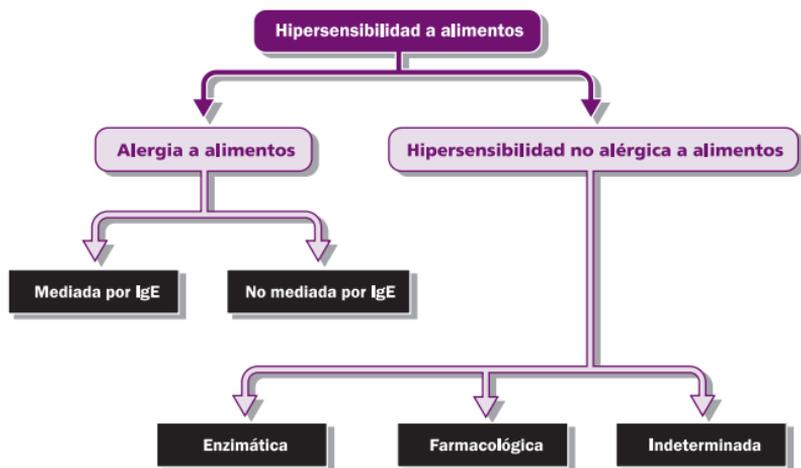 Hipersensibilidad a alimentos
Alergia a alimentos
Hipersensibilidad no alérgica a alimentos
Mediada por IgE
No mediada por IgE
Enzimática
Farmacológica
Indeterminada